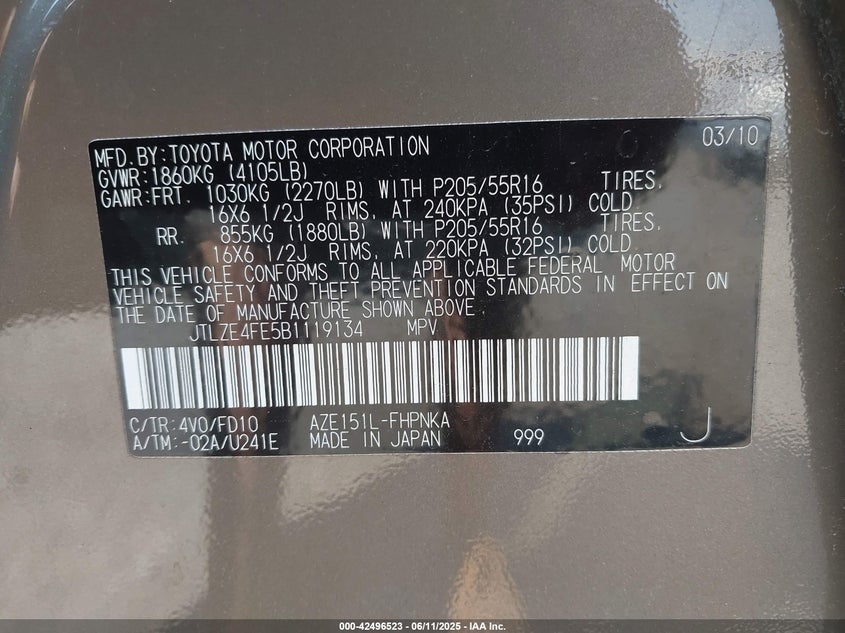 03/10
MFD.BY:TOYOTA MOTOR CORPORATION
GVWR:1860KG (4105LB)
GAWR:FRT. 1030KG (2270LB) WITH P205/55R16 TIRES,
16X6 1/2J RIMS, AT 240KPA (35PSI) COLD
RR. 855KG (1880LB) WITH P205/55R16 TIRES,
16X6 1/2J RIMS, AT 220KPA (32PSI) COLD
THIS VEHICLE CONFORMS TO ALL APPLICABLE FEDERAL MOTOR
VEHICLE SAFETY AND THEFT PREVENTION STANDARDS IN EFFECT ON
THE DATE OF MANUFACTURE SHOWN ABOVE
JTLZE4FE5B1119134 MPV
C/TR:4V0/FD10 AZE151L-FHPNKA
A/TM:-02A/U241E MADE IN JAPAN 999 J
000-42496523 / 06/11/2025 - IAA Inc.